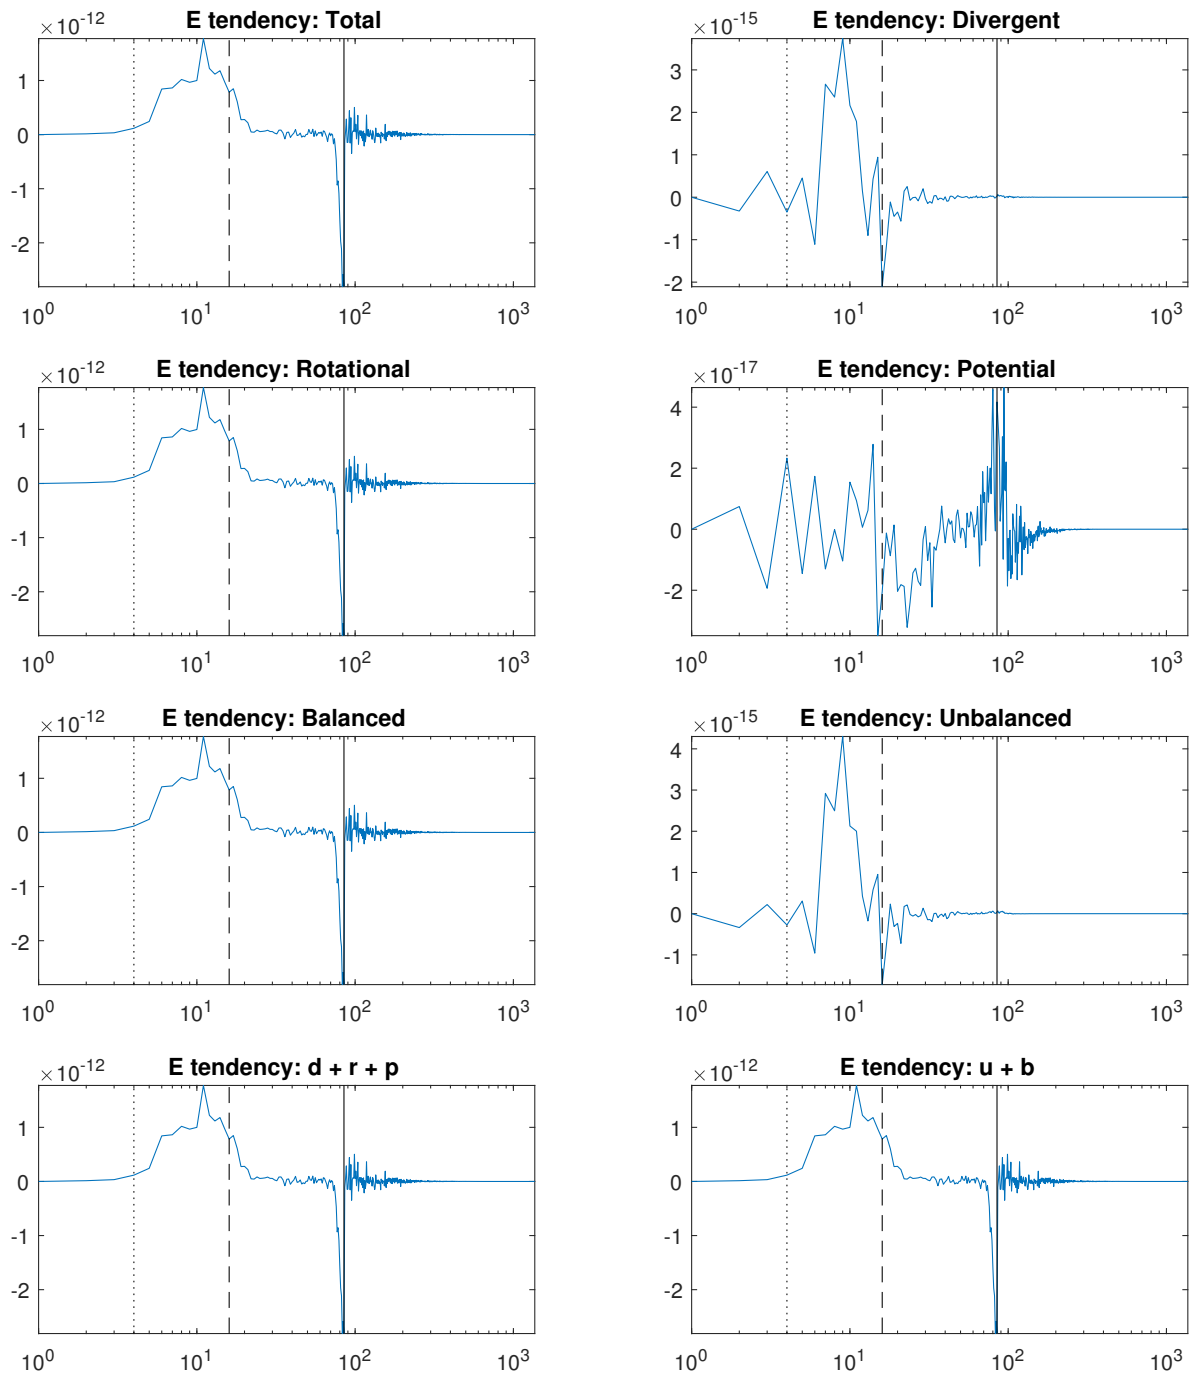 E tendency: Total
×10^-12
1
0
-1
-2
10^0 10^1 10^2 10^3
E tendency: Divergent
×10^-15
3
2
1
0
-1
-2
10^0 10^1 10^2 10^3
E tendency: Rotational
×10^-12
1
0
-1
-2
10^0 10^1 10^2 10^3
E tendency: Potential
×10^-17
4
2
0
-2
10^0 10^1 10^2 10^3
E tendency: Balanced
×10^-12
1
0
-1
-2
10^0 10^1 10^2 10^3
E tendency: Unbalanced
×10^-15
4
3
2
1
0
-1
10^0 10^1 10^2 10^3
E tendency: d + r + p
×10^-12
1
0
-1
-2
10^0 10^1 10^2 10^3
E tendency: u + b
×10^-12
1
0
-1
-2
10^0 10^1 10^2 10^3